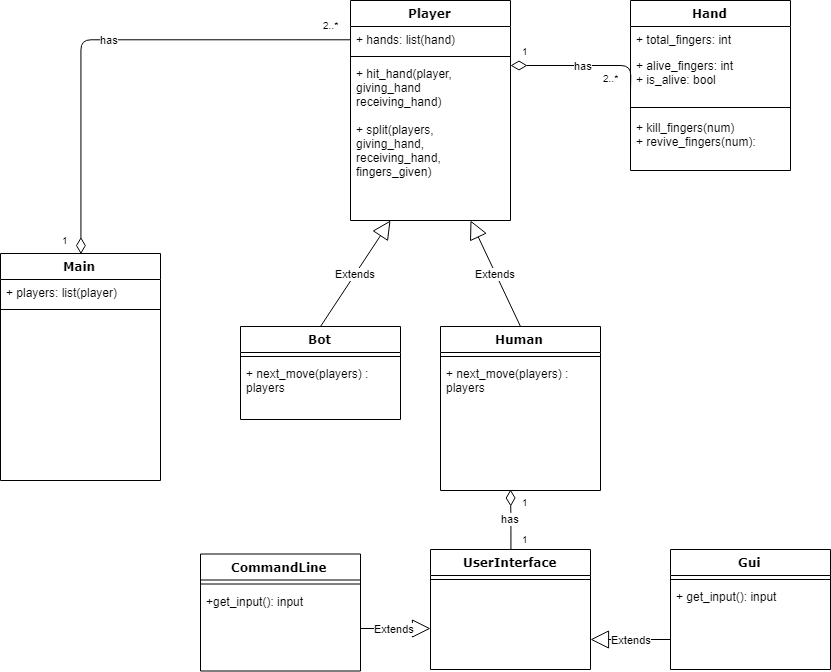 Player
+ hands: list(hand)
+ hit_hand(player,
giving_hand
receiving_hand)
+ split(players,
giving_hand,
receiving_hand,
fingers_given)
Hand
+ total_fingers: int
+ alive_fingers: int
+ is_alive: bool
+ kill_fingers(num)
+ revive_fingers(num):
2..*
has
1
1
has
2..*
Main
+ players: list(player)
Extends
Extends
Bot
+ next_move(players) :
players
Human
+ next_move(players) :
players
1
has
1
CommandLine
+get_input(): input
Extends
UserInterface
Extends
Gui
+ get_input(): input